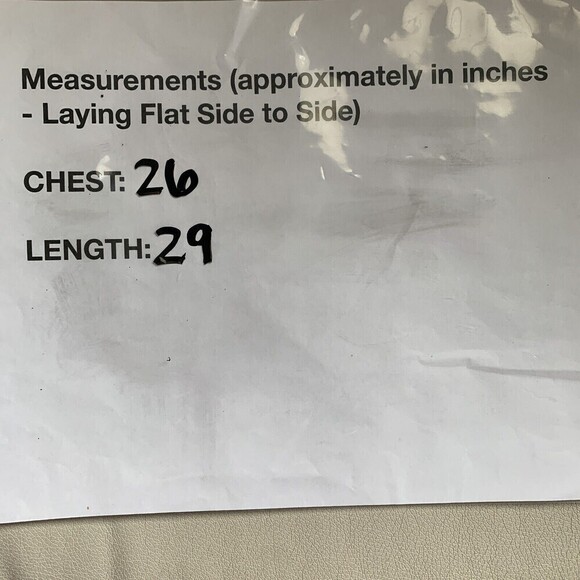 Measurements (approximately in inches
- Laying Flat Side to Side)
CHEST: 26
LENGTH: 29